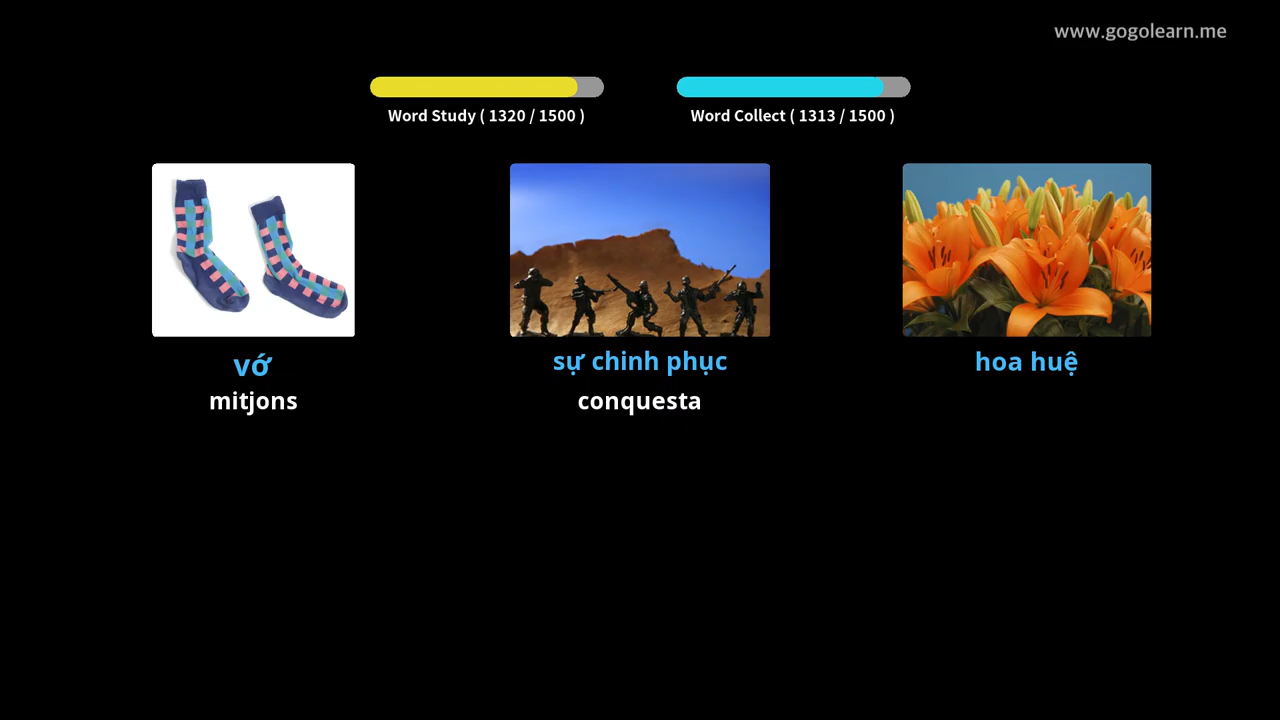 www.gogolearn.me
Word Study ( 1320 / 1500 )
Word Collect ( 1313 / 1500 )
vớ
sự chinh phục
hoa huệ
mitjons
conquesta